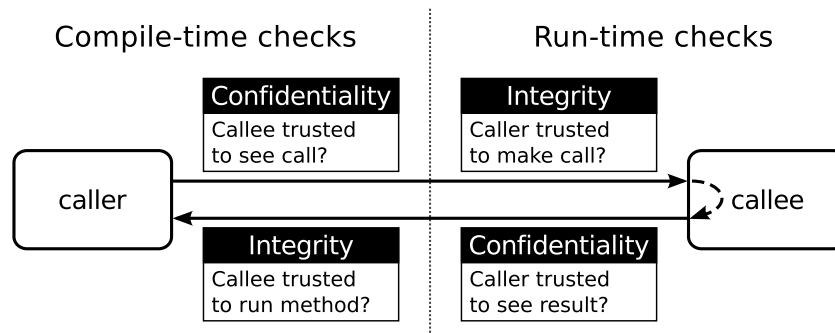 Compile-time checks
Run-time checks
Confidentiality
Callee trusted
to see call?
Integrity
Caller trusted
to make call?
caller
callee
Integrity
Callee trusted
to run method?
Confidentiality
Caller trusted
to see result?